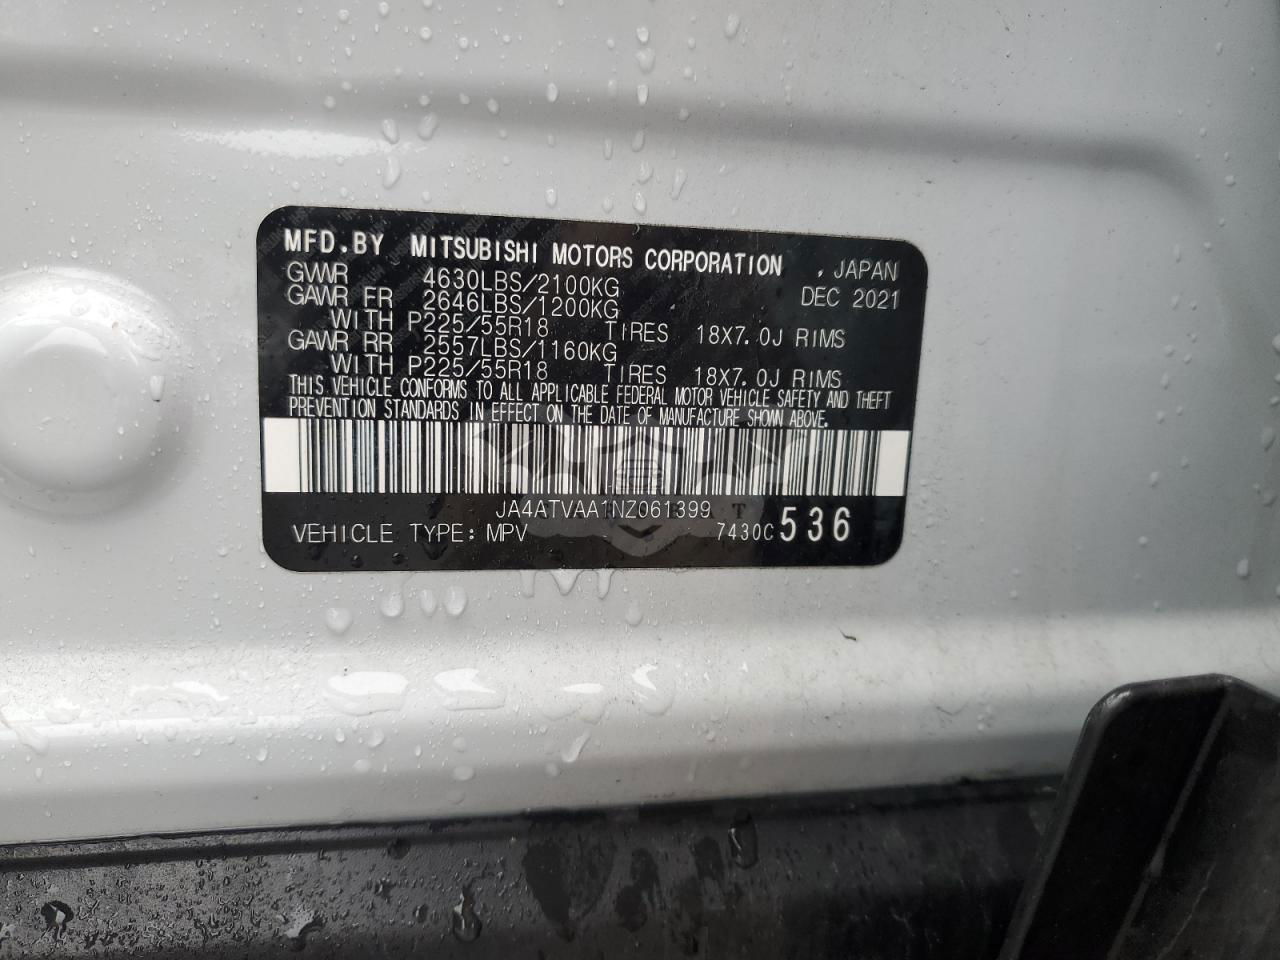 MFD.BY MITSUBISHI MOTORS CORPORATION , JAPAN
GWWR 4630LBS/2100KG DEC 2021
GAWR FR 2646LBS/1200KG
WITH P225/55R18 TIRES 18X7.0J RIMS
GAWR RR 2557LBS/1160KG
WITH P225/55R18 TIRES 18X7.0J RIMS
THIS VEHICLE CONFORMS TO ALL APPLICABLE FEDERAL MOTOR VEHICLE SAFETY AND THEFT
PREVENTION STANDARDS IN EFFECT ON THE DATE OF MANUFACTURE SHOWN ABOVE.
JA4ATVAA1NZ061399
VEHICLE TYPE: MPV 7430C 536